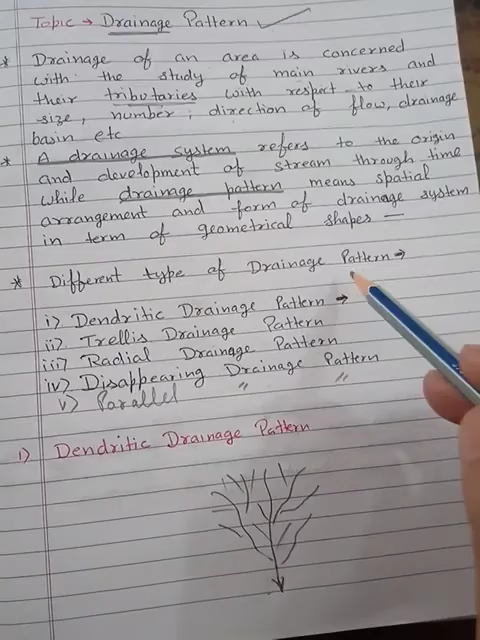 Topic → Drainage Pattern
* Drainage of an area is concerned
with the study of main rivers and
their tributaries with respect to their
size, number, direction of flow, drainage
basin etc
* A drainage system refers to the origin
and development of stream through time
while drainage pattern means spatial
arrangement and form of drainage system
in term of geometrical shapes —
* Different type of Drainage Pattern →
i) Dendritic Drainage Pattern →
ii) Trellis Drainage Pattern
iii) Radial Drainage Pattern
iv) Disappearing Drainage Pattern
v) Parallel " "
1) Dendritic Drainage Pattern